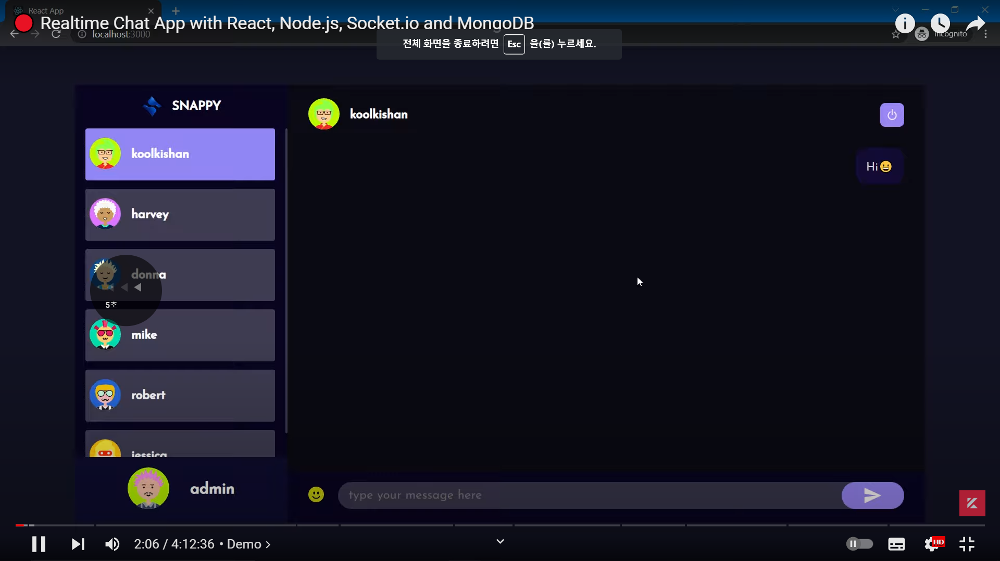 React App
Realtime Chat App with React, Node.js, Socket.io and MongoDB
localhost:3000
Incognito
전체 화면을 종료하려면 Esc 을(를) 누르세요.
SNAPPY
koolkishan
harvey
donna
5초
mike
robert
jessica
admin
koolkishan
Hi😀
type your message here
2:06 / 4:12:36 • Demo
HD